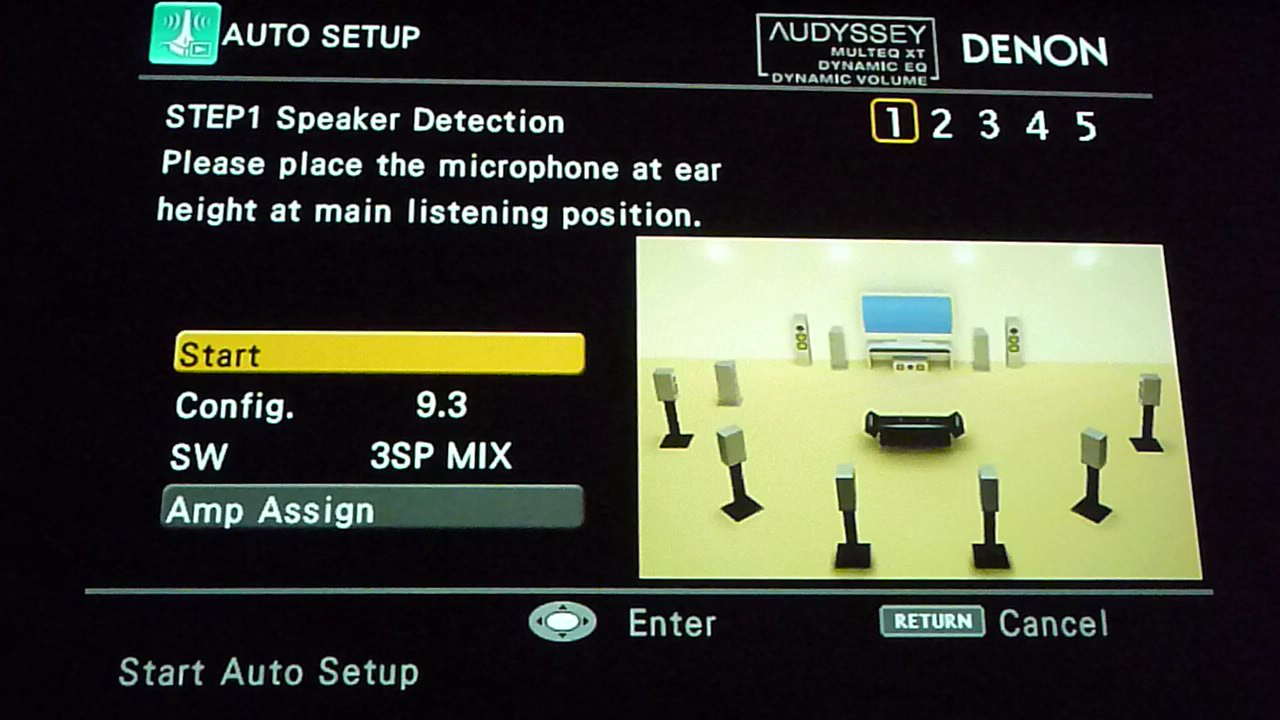 AUTO SETUP
AUDYSSEY
MULTEQ XT
DYNAMIC EQ
DYNAMIC VOLUME
DENON
STEP1 Speaker Detection
1 2 3 4 5
Please place the microphone at ear
height at main listening position.
Start
Config. 9.3
SW 3SP MIX
Amp Assign
Enter
RETURN Cancel
Start Auto Setup